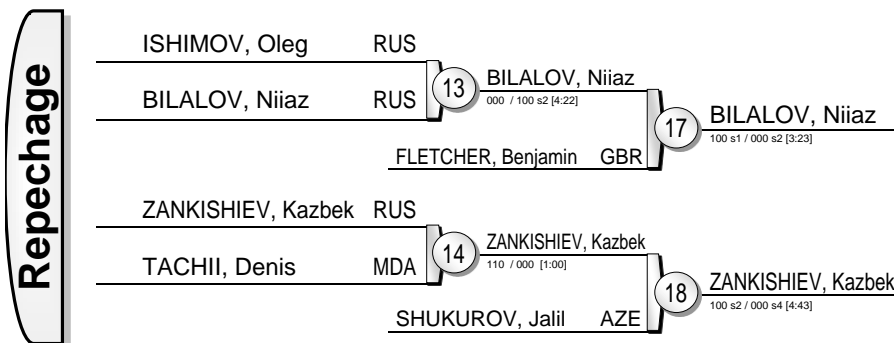 Repechage
ISHIMOV, Oleg RUS
BILALOV, Niiaz RUS
13
BILALOV, Niiaz
000 / 100 s2 [4:22]
FLETCHER, Benjamin GBR
17
BILALOV, Niiaz
100 s1 / 000 s2 [3:23]
ZANKISHIEV, Kazbek RUS
TACHII, Denis MDA
14
ZANKISHIEV, Kazbek
110 / 000 [1:00]
SHUKUROV, Jalil AZE
18
ZANKISHIEV, Kazbek
100 s2 / 000 s4 [4:43]